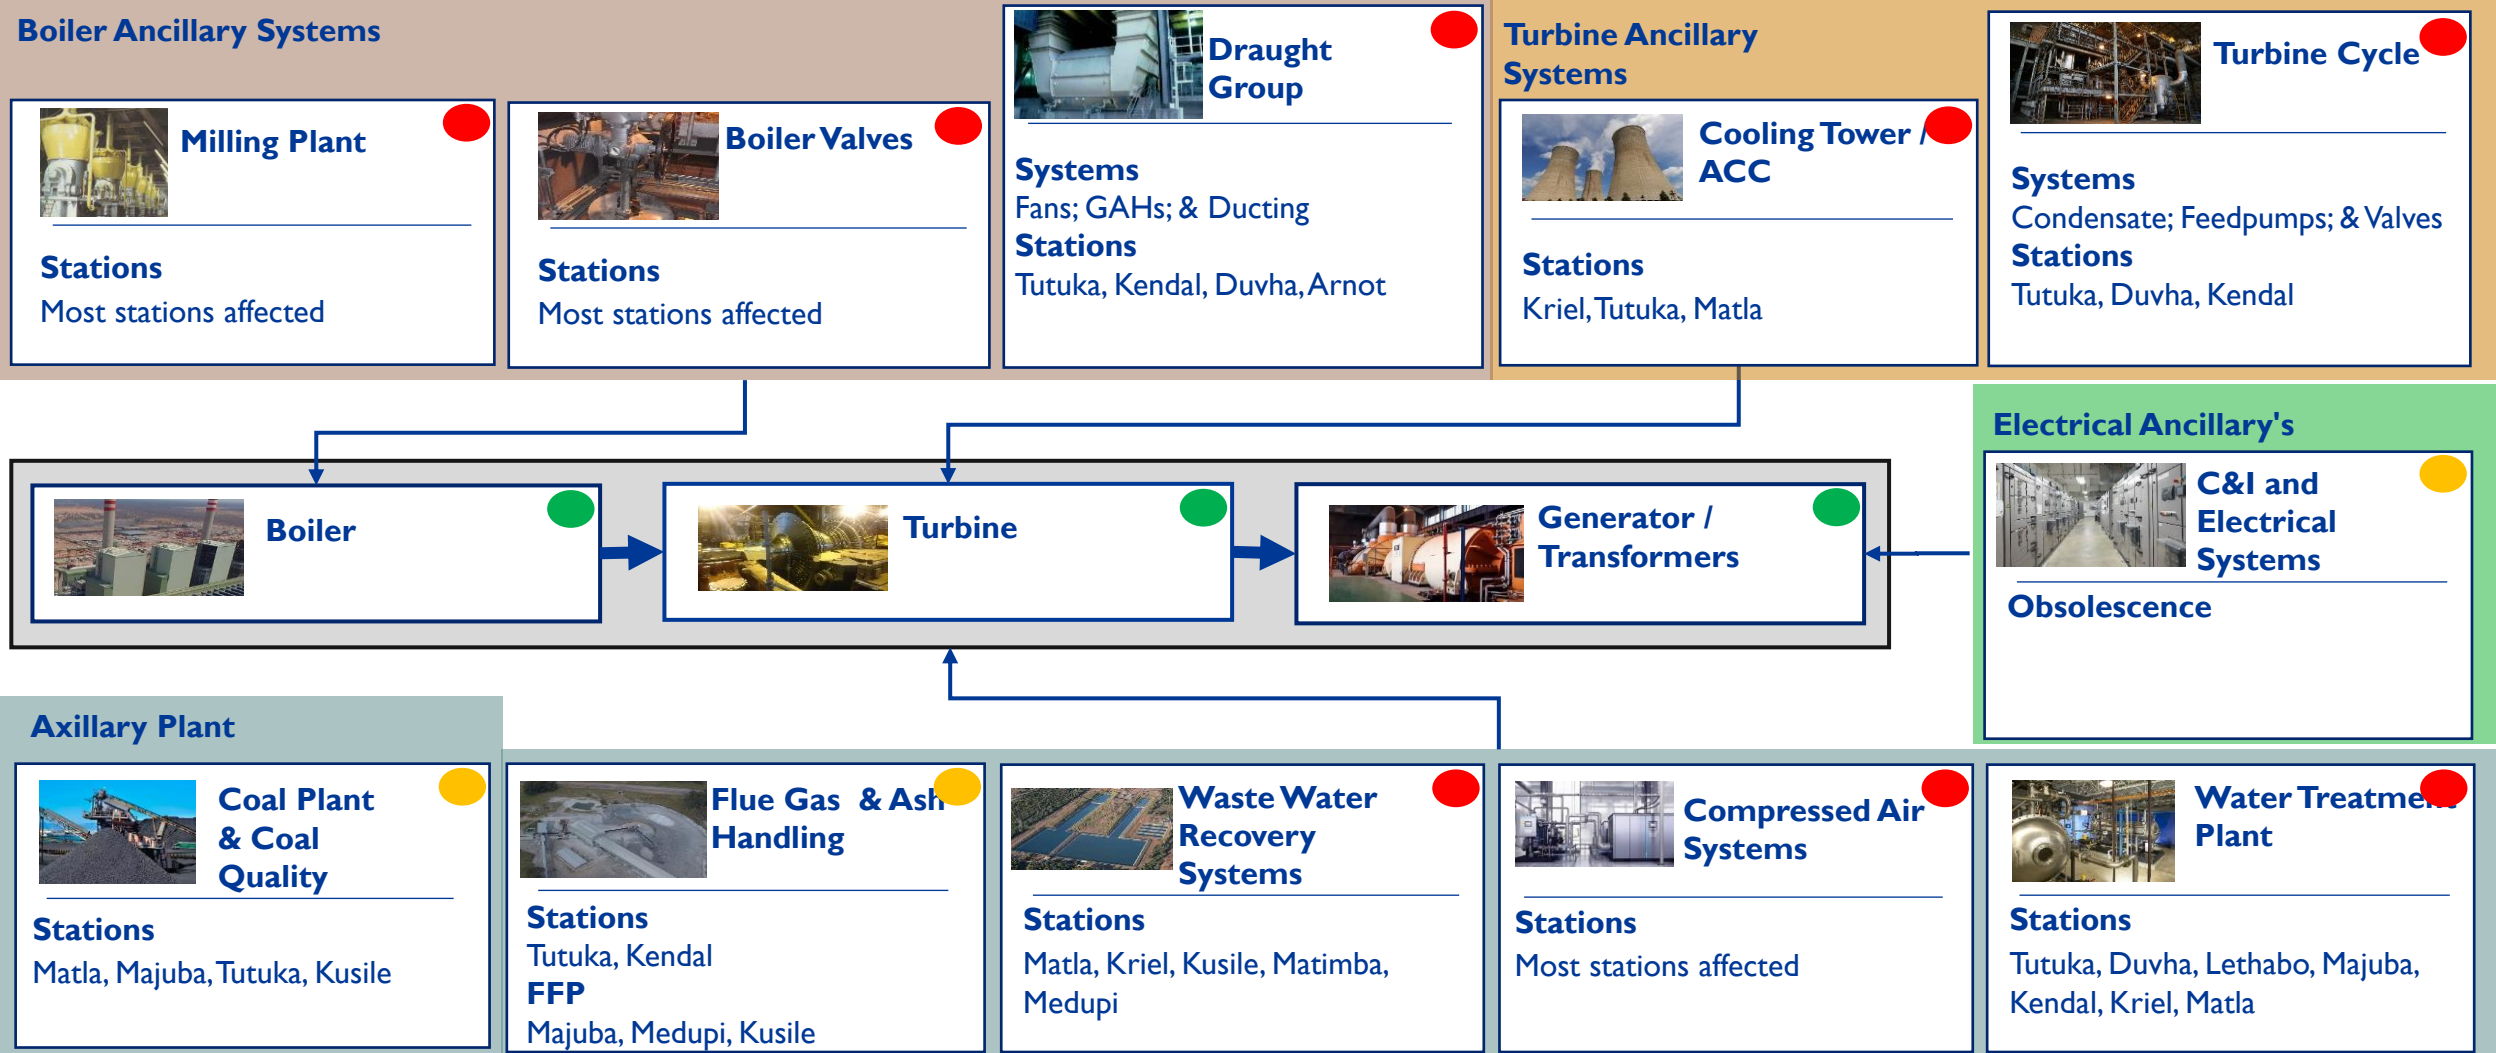 Boiler Ancillary Systems
Milling Plant
Stations
Most stations affected
Boiler Valves
Stations
Most stations affected
Draught
Group
Systems
Fans; GAHs; & Ducting
Stations
Tutuka, Kendal, Duvha, Arnot
Turbine Ancillary
Systems
Cooling Tower /
ACC
Stations
Kriel, Tutuka, Matla
Turbine Cycle
Systems
Condensate; Feedpumps; & Valves
Stations
Tutuka, Duvha, Kendal
Electrical Ancillary's
C&I and
Electrical
Systems
Obsolescence
Boiler
Turbine
Generator /
Transformers
Axillary Plant
Coal Plant
& Coal
Quality
Stations
Matla, Majuba, Tutuka, Kusile
Flue Gas & Ash
Handling
Stations
Tutuka, Kendal
FFP
Majuba, Medupi, Kusile
Waste Water
Recovery
Systems
Stations
Matla, Kriel, Kusile, Matimba,
Medupi
Compressed Air
Systems
Stations
Most stations affected
Water Treatment
Plant
Stations
Tutuka, Duvha, Lethabo, Majuba,
Kendal, Kriel, Matla